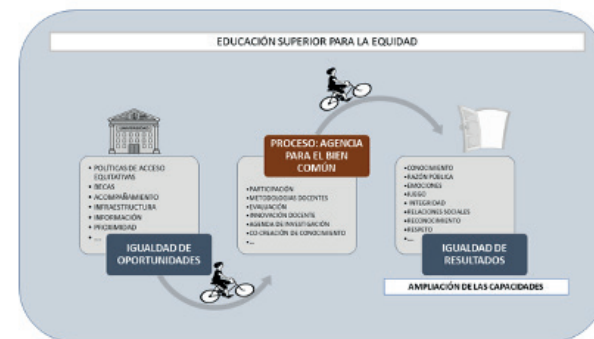 EDUCACIÓN SUPERIOR PARA LA EQUIDAD
• POLÍTICAS DE ACCESO
EQUITATIVAS
• BECAS
• ACOMPAÑAMIENTO
• INFRAESTRUCTURA
• INFORMACIÓN
• PROXIMIDAD
• ...
IGUALDAD DE
OPORTUNIDADES
PROCESO: AGENCIA
PARA EL BIEN
COMÚN
•PARTICIPACIÓN
•METODOLOGIAS DOCENTES
•EVALUACIÓN
•INNOVACIÓN DOCENTE
•AGENDA DE INVESTIGACIÓN
•CO-CREACIÓN DE CONOCIMIENTO
•...
• CONOCIMIENTO
• RAZÓN PÚBLICA
• EMOCIONES
• JUEGO
• INTEGRIDAD
• RELACIONES SOCIALES
• RECONOCIMIENTO
• RESPETO
• ...
IGUALDAD DE
RESULTADOS
AMPLIACIÓN DE LAS CAPACIDADES